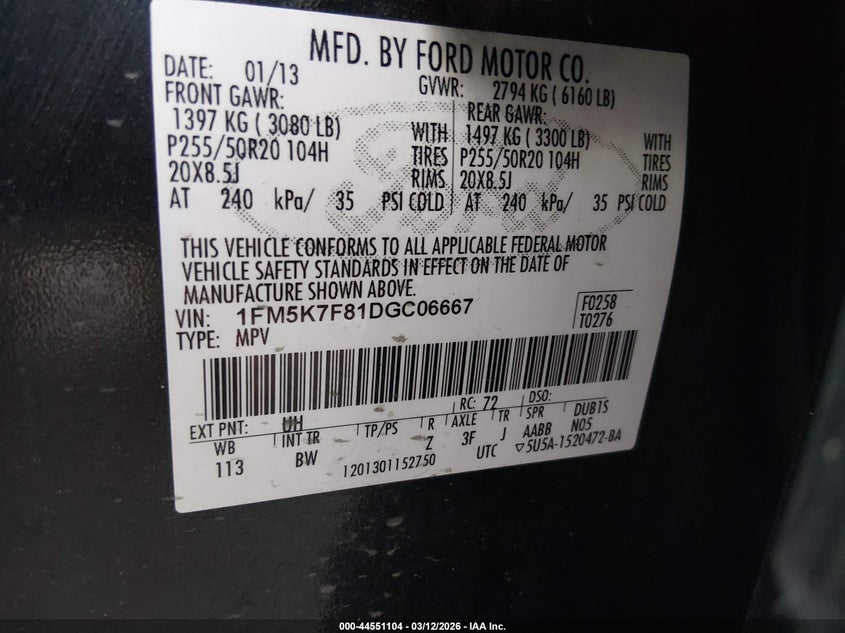 MFD. BY FORD MOTOR CO.
DATE: 01/13 GVWR: 2794 KG ( 6160 LB)
FRONT GAWR: REAR GAWR:
1397 KG ( 3080 LB) WITH 1497 KG ( 3300 LB) WITH
P255/50R20 104H TIRES P255/50R20 104H TIRES
20X8.5J RIMS 20X8.5J RIMS
AT 240 kPa/ 35 PSI COLD AT 240 kPa/ 35 PSI COLD
THIS VEHICLE CONFORMS TO ALL APPLICABLE FEDERAL MOTOR
VEHICLE SAFETY STANDARDS IN EFFECT ON THE DATE OF
MANUFACTURE SHOWN ABOVE.
VIN: 1FM5K7F81DGC06667 F0258
TYPE: MPV T0276
EXT PNT: UH RC: 72 DSO:
WB INT TR TP/PS R AXLE TR SPR DUB1S
113 BW Z 3F J AABB N05
1201301152750 UTC ▽5U5A-1520472-BA
Ford
000-44551104 - 03/12/2026 - IAA Inc.